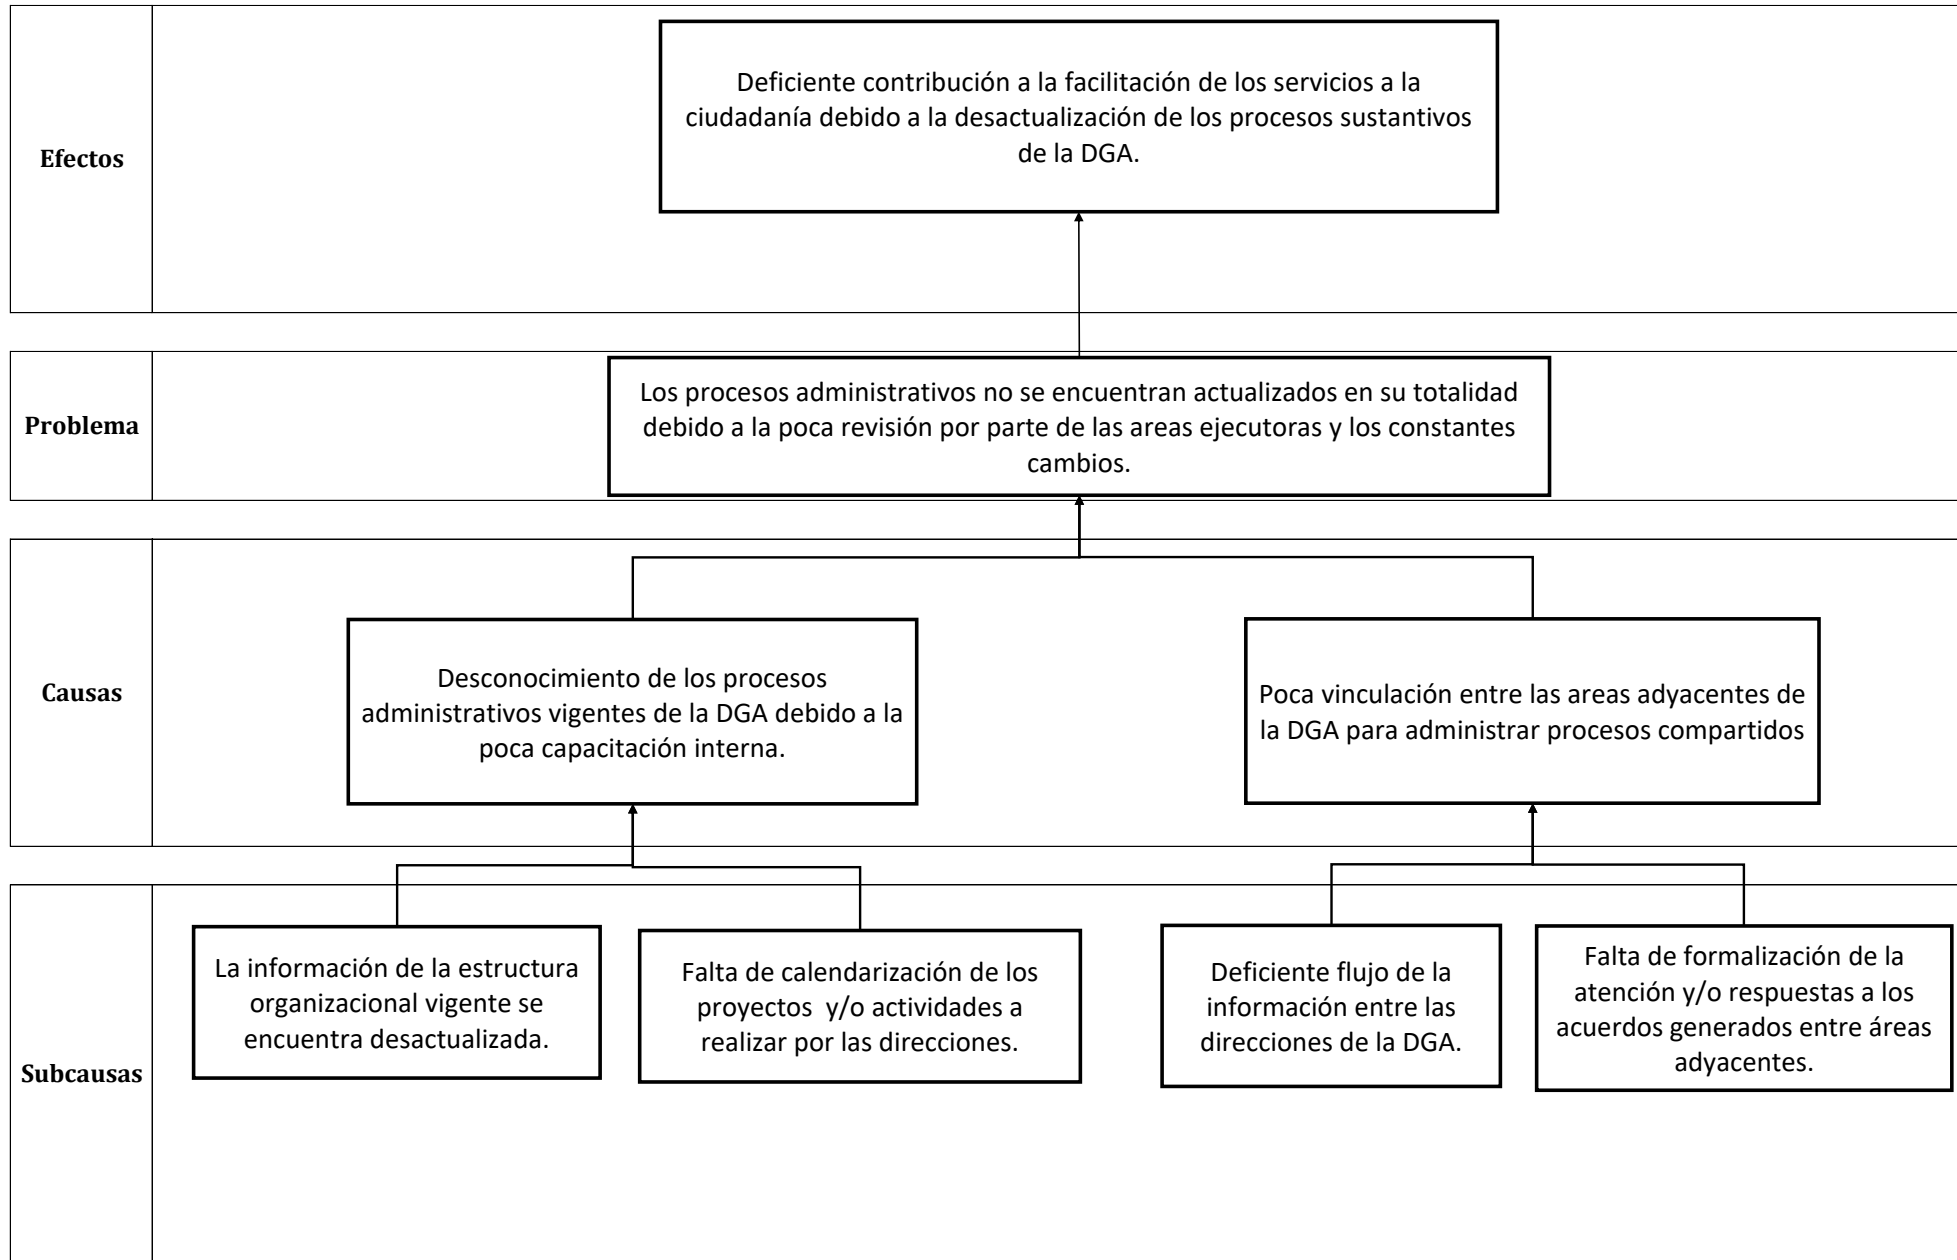 Efectos
Deficiente contribución a la facilitación de los servicios a la
ciudadanía debido a la desactualización de los procesos sustantivos
de la DGA.
Problema
Los procesos administrativos no se encuentran actualizados en su totalidad
debido a la poca revisión por parte de las areas ejecutoras y los constantes
cambios.
Causas
Desconocimiento de los procesos
administrativos vigentes de la DGA debido a la
poca capacitación interna.
Poca vinculación entre las areas adyacentes de
la DGA para administrar procesos compartidos
Subcausas
La información de la estructura
organizacional vigente se
encuentra desactualizada.
Falta de calendarización de los
proyectos  y/o actividades a
realizar por las direcciones.
Deficiente flujo de la
información entre las
direcciones de la DGA.
Falta de formalización de la
atención y/o respuestas a los
acuerdos generados entre áreas
adyacentes.